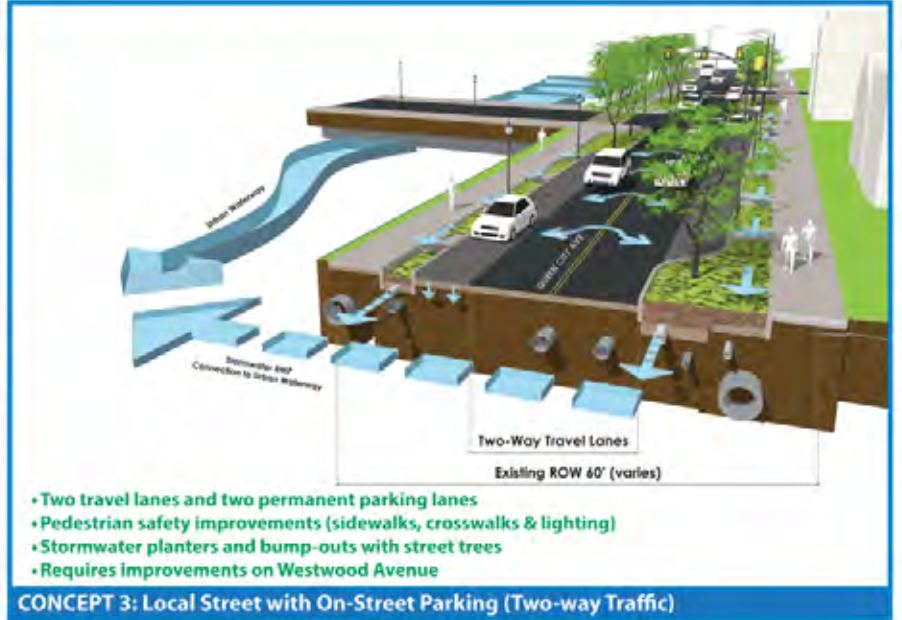 Urban Waterway
QUEEN CITY AVE
Stormwater BMP
Connection to Urban Waterway
Two-Way Travel Lanes
Existing ROW 60' (varies)
• Two travel lanes and two permanent parking lanes
• Pedestrian safety improvements (sidewalks, crosswalks & lighting)
• Stormwater planters and bump-outs with street trees
• Requires improvements on Westwood Avenue
CONCEPT 3: Local Street with On-Street Parking (Two-way Traffic)